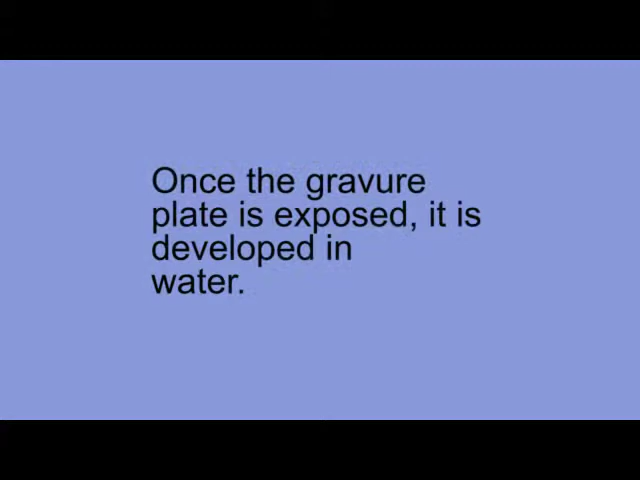 Once the gravure
plate is exposed, it is
developed in
water.